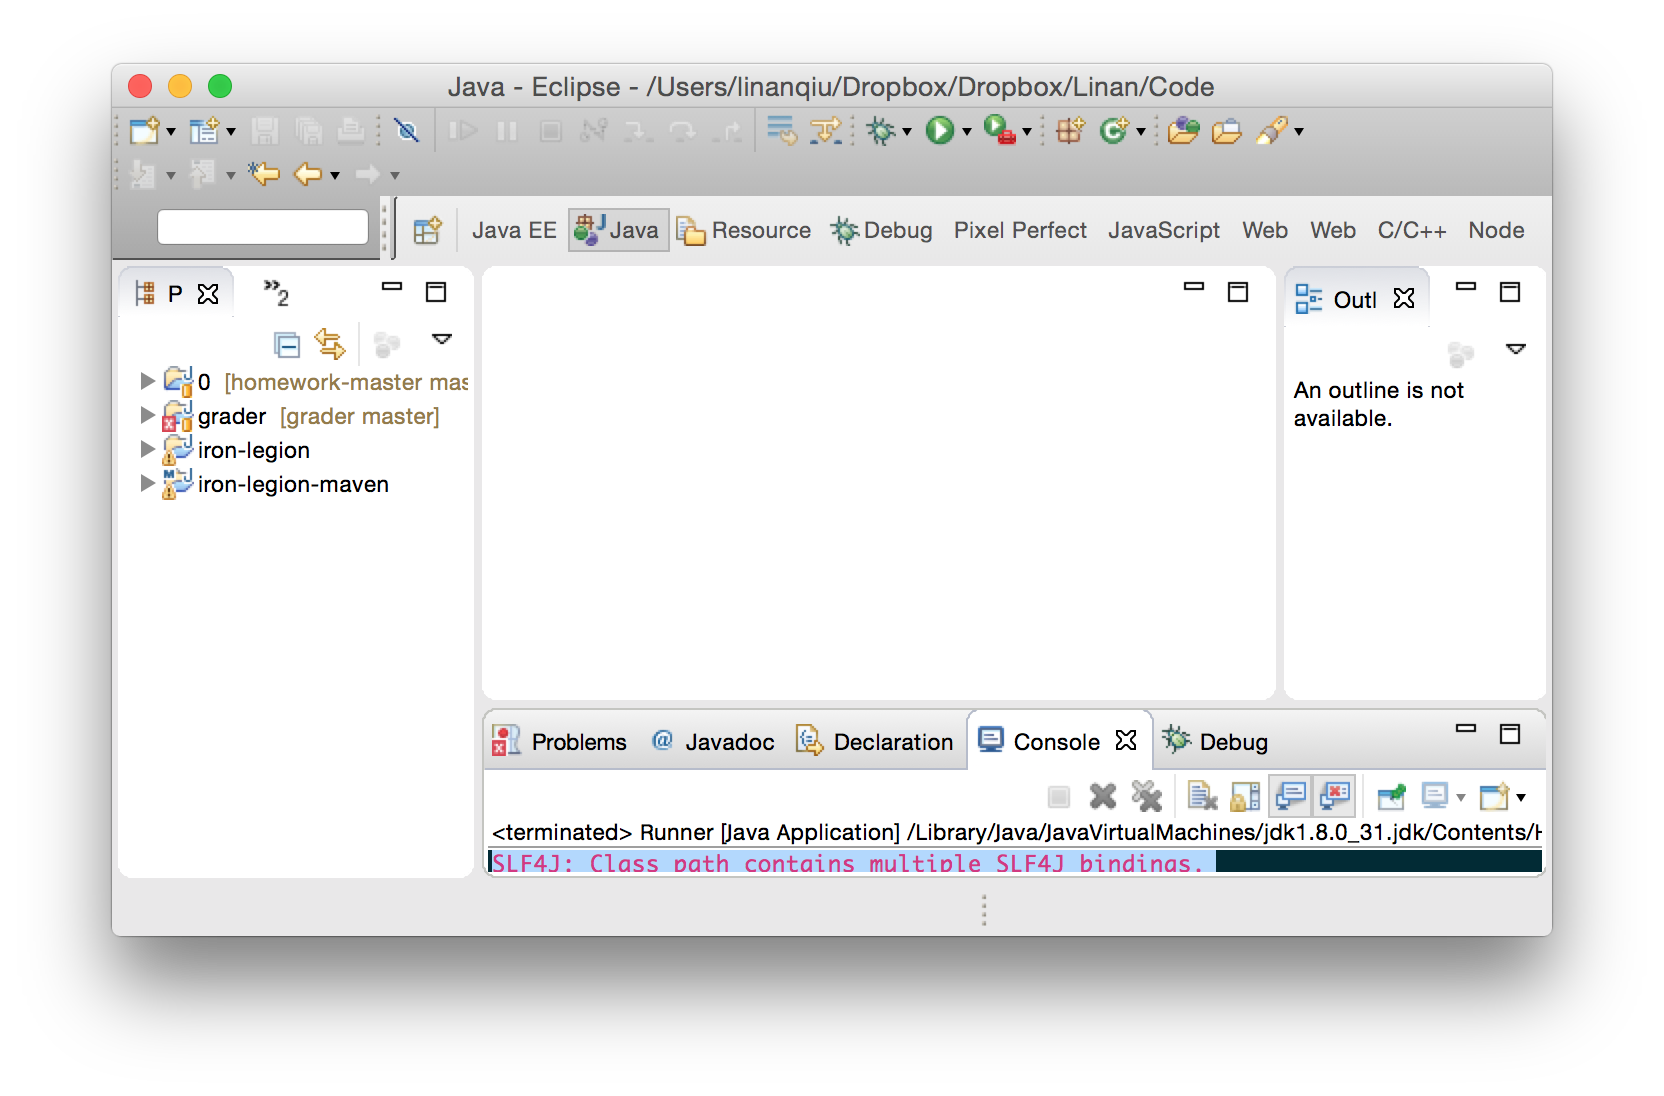 Java - Eclipse - /Users/linanqiu/Dropbox/Dropbox/Linan/Code
Java EE Java Resource Debug Pixel Perfect JavaScript Web Web C/C++ Node
P
»2
Outl
0 [homework-master mas
grader [grader master]
iron-legion
iron-legion-maven
An outline is not
available.
Problems @ Javadoc Declaration Console Debug
<terminated> Runner [Java Application] /Library/Java/JavaVirtualMachines/jdk1.8.0_31.jdk/Contents/H
SLF4J: Class path contains multiple SLF4J bindings.